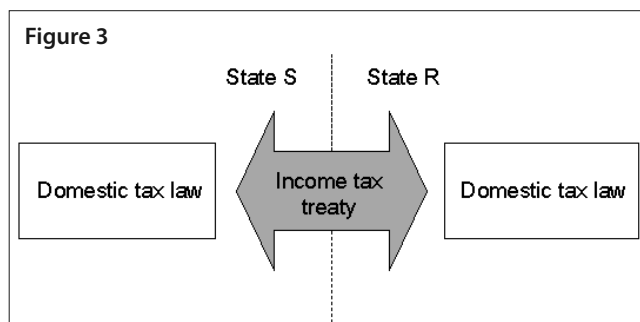 Figure 3
State S
State R
Domestic tax law
Income tax
treaty
Domestic tax law